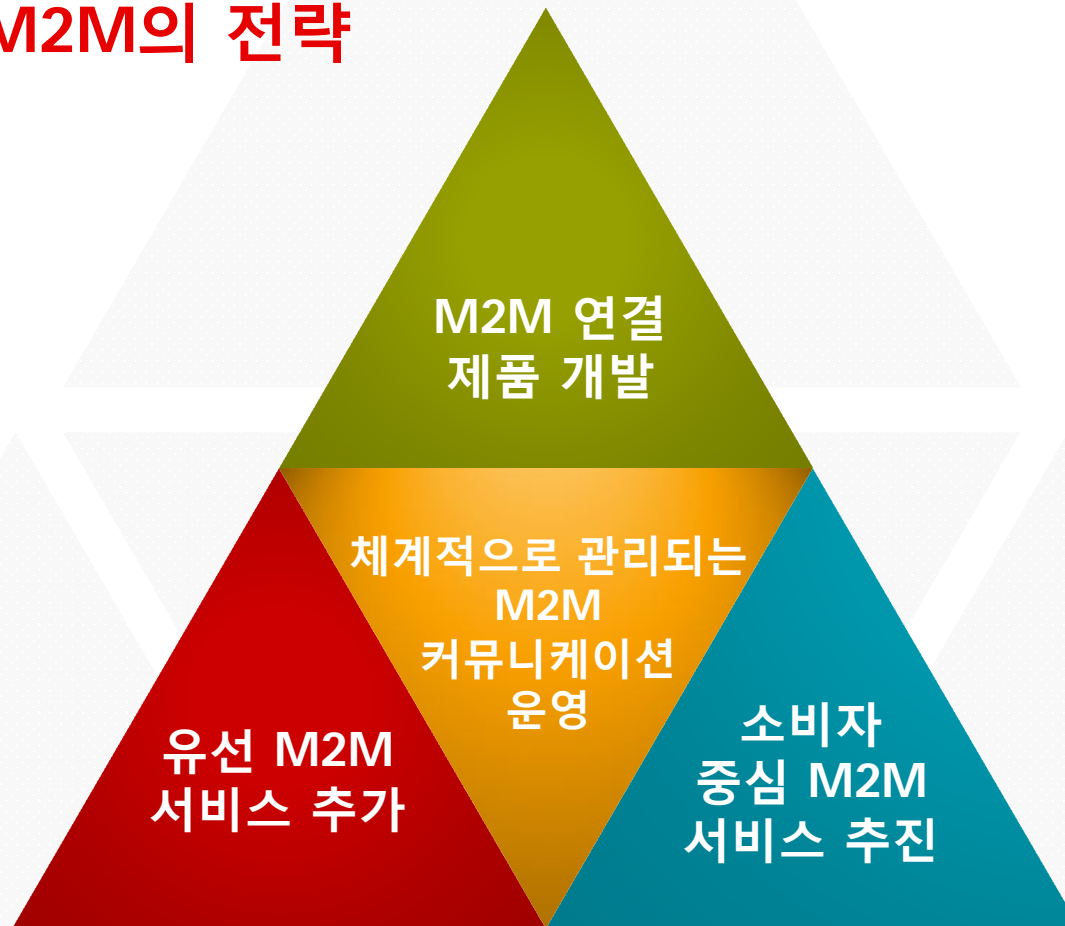 M2M의 전략
M2M 연결
제품 개발
체계적으로 관리되는
M2M
커뮤니케이션
운영
유선 M2M
서비스 추가
소비자
중심 M2M
서비스 추진